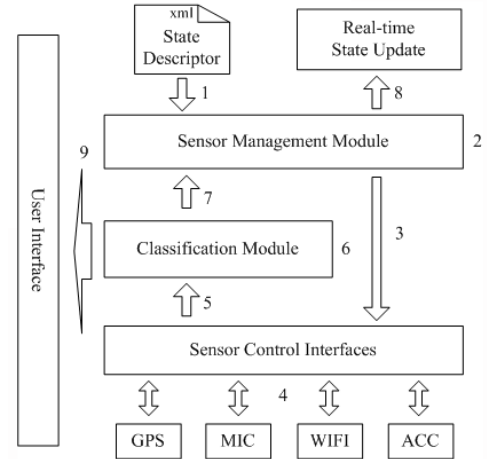 xml
State
Descriptor
Real-time
State Update
1
8
Sensor Management Module
2
9
7
3
User Interface
Classification Module
6
5
Sensor Control Interfaces
4
GPS
MIC
WIFI
ACC